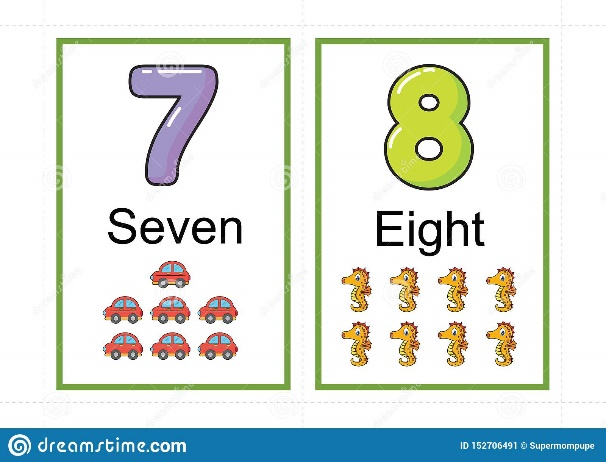 7
Seven
8
Eight
dreamstime.com
ID 152706491 © Supermompupe